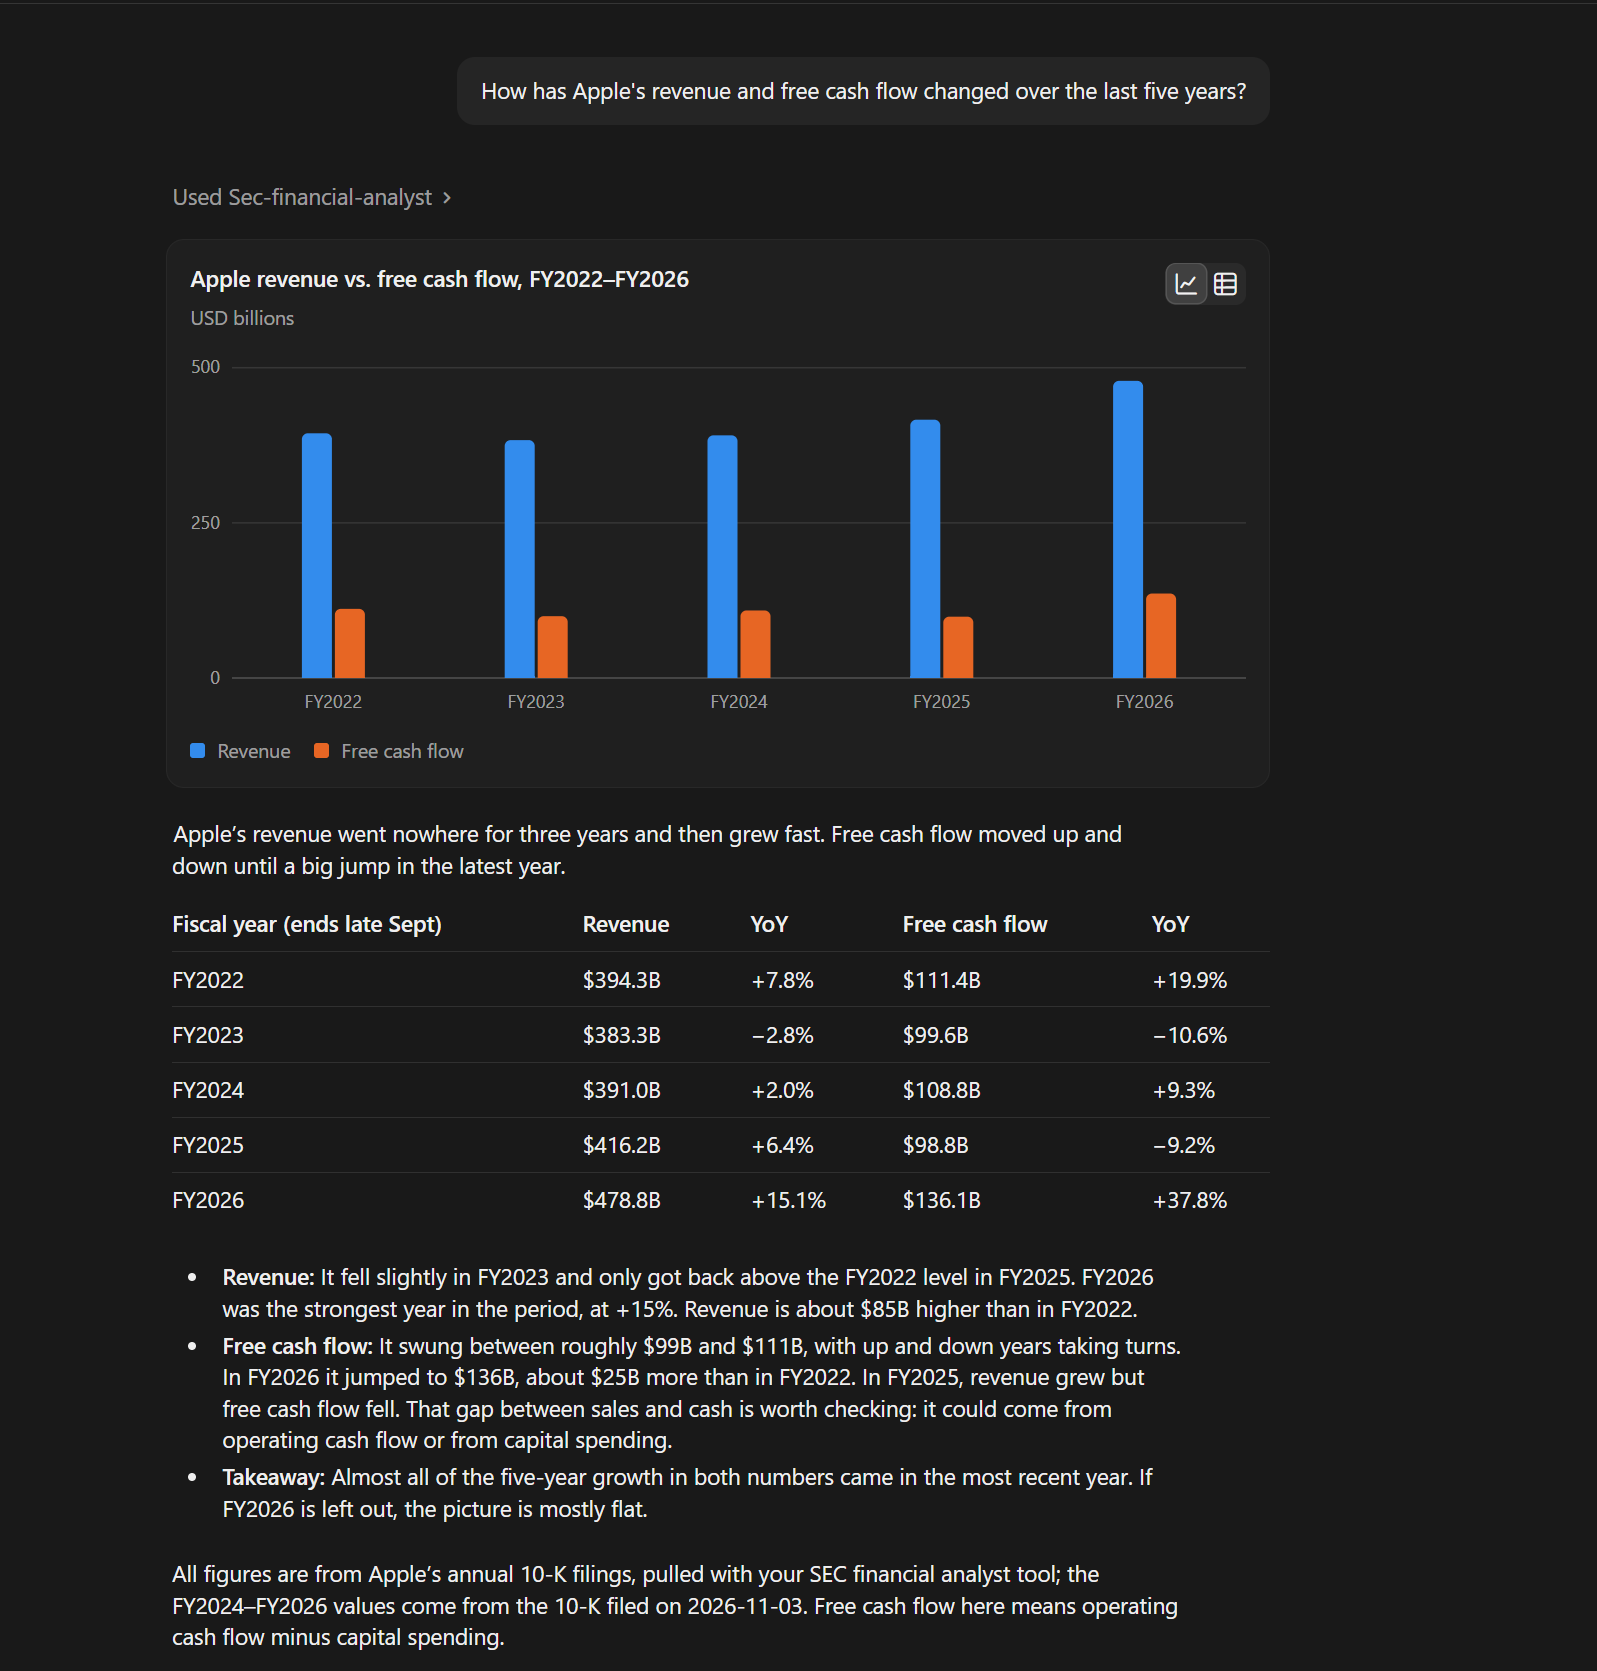 How has Apple's revenue and free cash flow changed over the last five years?
Used Sec-financial-analyst
Apple revenue vs. free cash flow, FY2022–FY2026
USD billions
500
250
0
FY2022 FY2023 FY2024 FY2025 FY2026
Revenue Free cash flow
Apple’s revenue went nowhere for three years and then grew fast. Free cash flow moved up and
down until a big jump in the latest year.
Fiscal year (ends late Sept) Revenue YoY Free cash flow YoY
FY2022 $394.3B +7.8% $111.4B +19.9%
FY2023 $383.3B −2.8% $99.6B −10.6%
FY2024 $391.0B +2.0% $108.8B +9.3%
FY2025 $416.2B +6.4% $98.8B −9.2%
FY2026 $478.8B +15.1% $136.1B +37.8%
• Revenue: It fell slightly in FY2023 and only got back above the FY2022 level in FY2025. FY2026
was the strongest year in the period, at +15%. Revenue is about $85B higher than in FY2022.
• Free cash flow: It swung between roughly $99B and $111B, with up and down years taking turns.
In FY2026 it jumped to $136B, about $25B more than in FY2022. In FY2025, revenue grew but
free cash flow fell. That gap between sales and cash is worth checking: it could come from
operating cash flow or from capital spending.
• Takeaway: Almost all of the five-year growth in both numbers came in the most recent year. If
FY2026 is left out, the picture is mostly flat.
All figures are from Apple’s annual 10-K filings, pulled with your SEC financial analyst tool; the
FY2024–FY2026 values come from the 10-K filed on 2026-11-03. Free cash flow here means operating
cash flow minus capital spending.